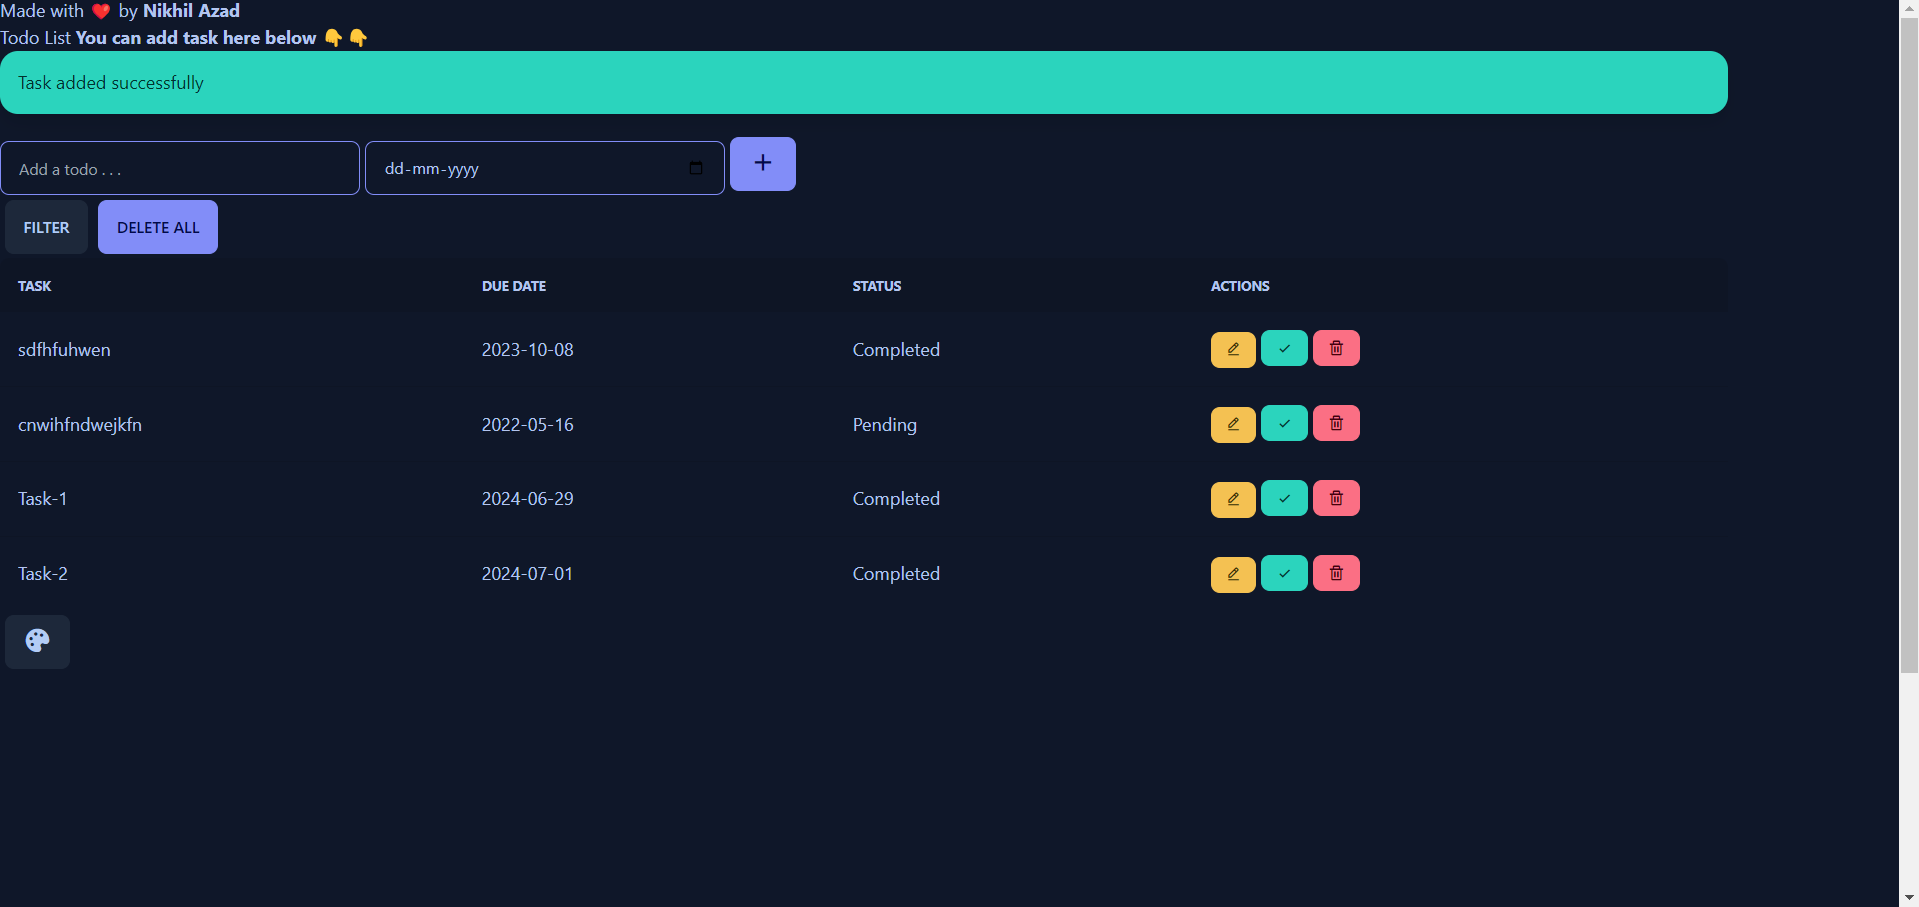 Made with ❤️ by Nikhil Azad
Todo List You can add task here below 👇👇
Task added successfully
Add a todo . . .
dd-mm-yyyy
+
FILTER DELETE ALL
TASK DUE DATE STATUS ACTIONS
sdfhfuhwen 2023-10-08 Completed
cnwihfndwejkfn 2022-05-16 Pending
Task-1 2024-06-29 Completed
Task-2 2024-07-01 Completed